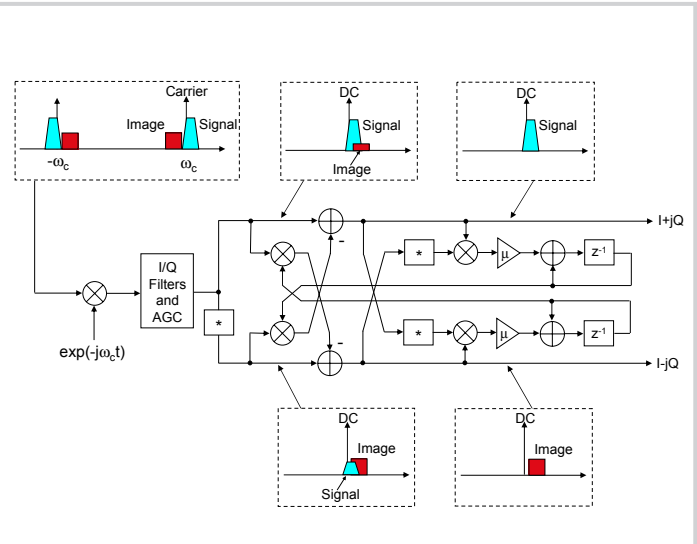 Carrier
Image
Signal
-ωc
ωc
DC
Signal
Image
DC
Signal
I/Q
Filters
and
AGC
exp(-jωct)
*
-
-
*
μ
z-1
*
μ
z-1
I+jQ
I-jQ
DC
Image
Signal
DC
Image